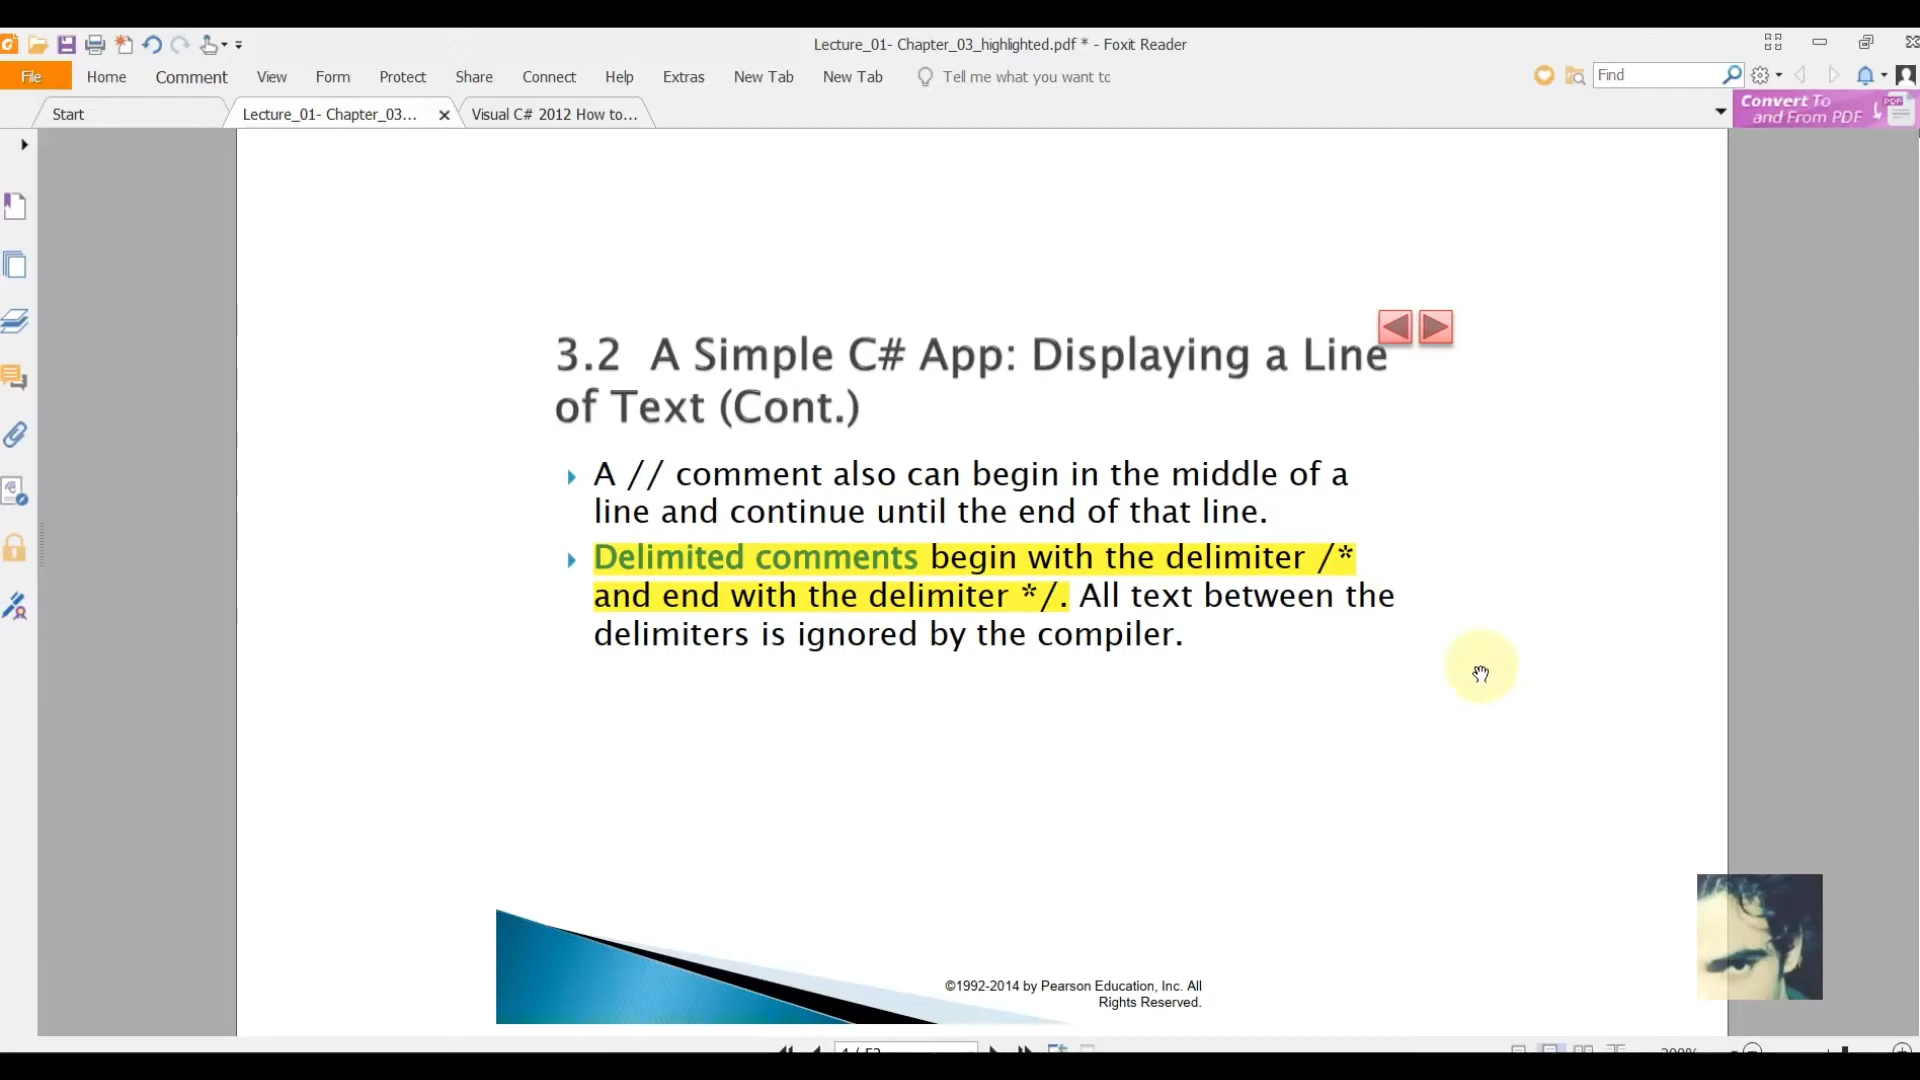 Lecture_01- Chapter_03_highlighted.pdf * - Foxit Reader
File Home Comment View Form Protect Share Connect Help Extras New Tab New Tab Tell me what you want to Find
Start Lecture_01- Chapter_03... Visual C# 2012 How to...
Convert To
and From PDF
PDF
3.2 A Simple C# App: Displaying a Line
of Text (Cont.)
A // comment also can begin in the middle of a
line and continue until the end of that line.
Delimited comments begin with the delimiter /*
and end with the delimiter */. All text between the
delimiters is ignored by the compiler.
©1992-2014 by Pearson Education, Inc. All
Rights Reserved.